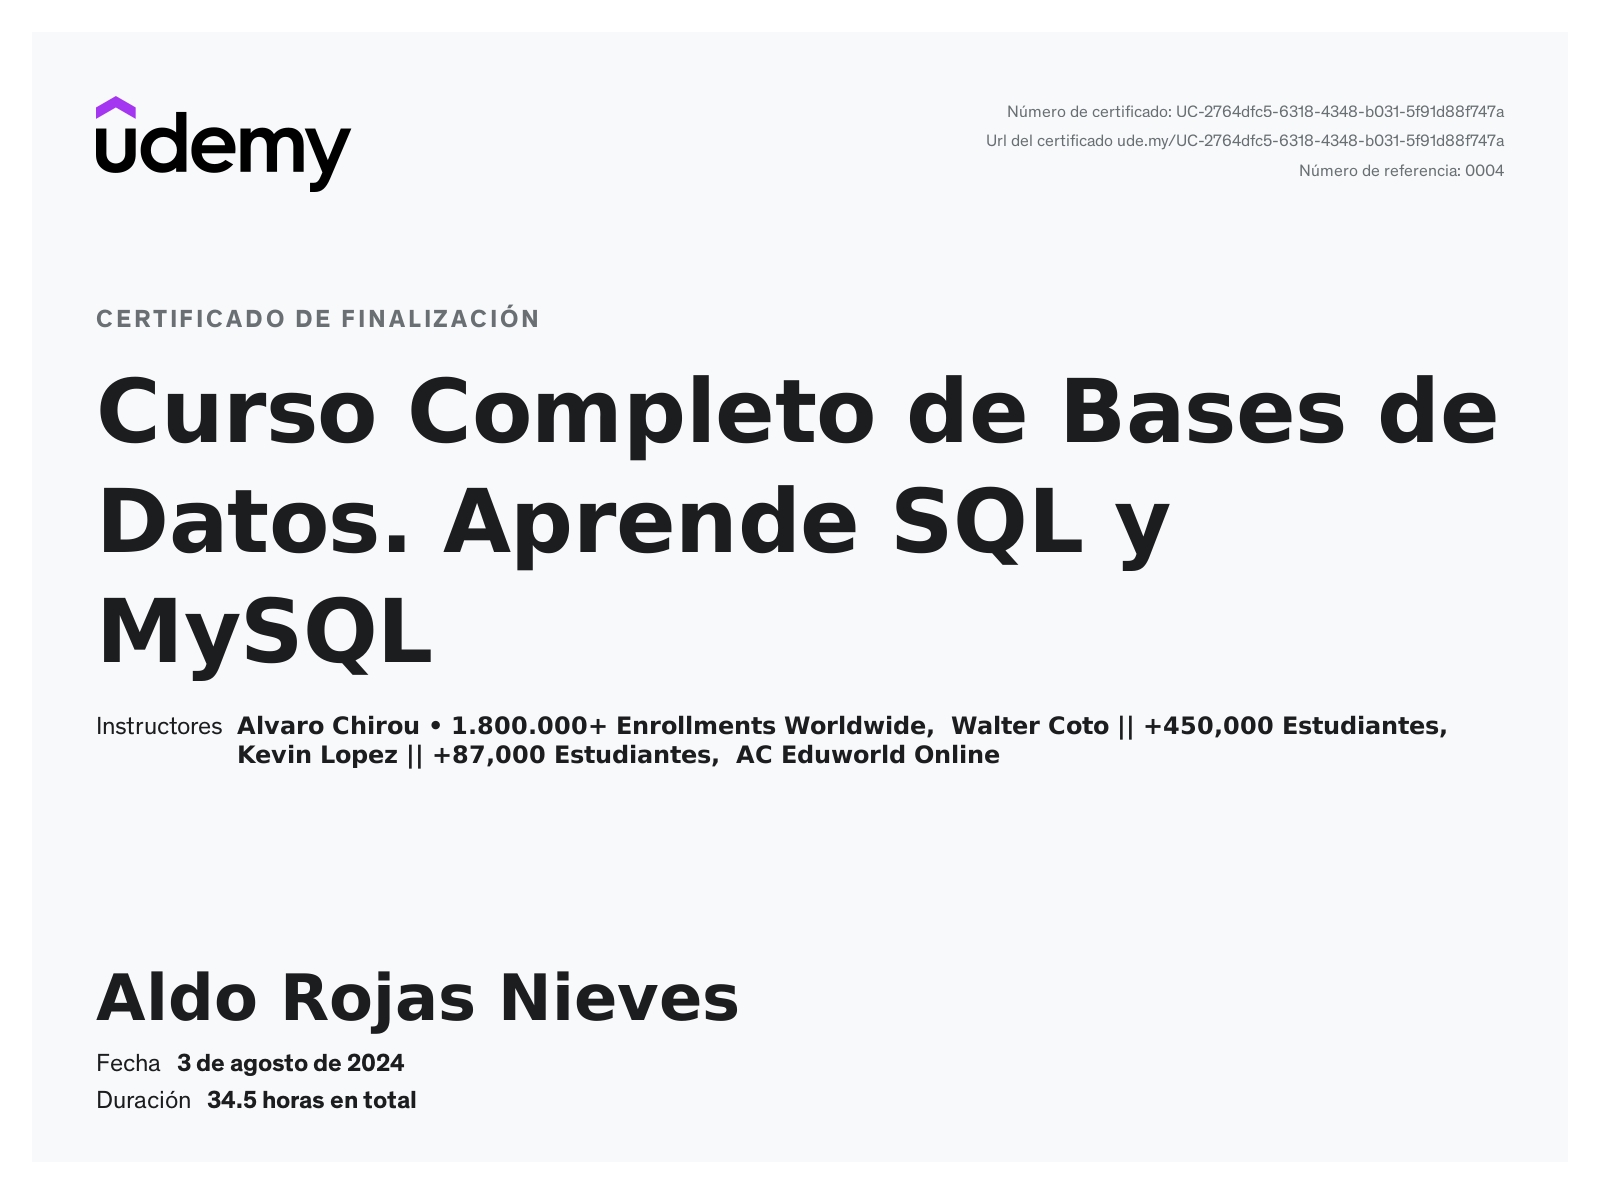 udemy
Número de certificado: UC-2764dfc5-6318-4348-b031-5f91d88f747a
Url del certificado ude.my/UC-2764dfc5-6318-4348-b031-5f91d88f747a
Número de referencia: 0004
CERTIFICADO DE FINALIZACIÓN
Curso Completo de Bases de
Datos. Aprende SQL y
MySQL
Instructores Alvaro Chirou • 1.800.000+ Enrollments Worldwide, Walter Coto || +450,000 Estudiantes,
Kevin Lopez || +87,000 Estudiantes, AC Eduworld Online
Aldo Rojas Nieves
Fecha 3 de agosto de 2024
Duración 34.5 horas en total